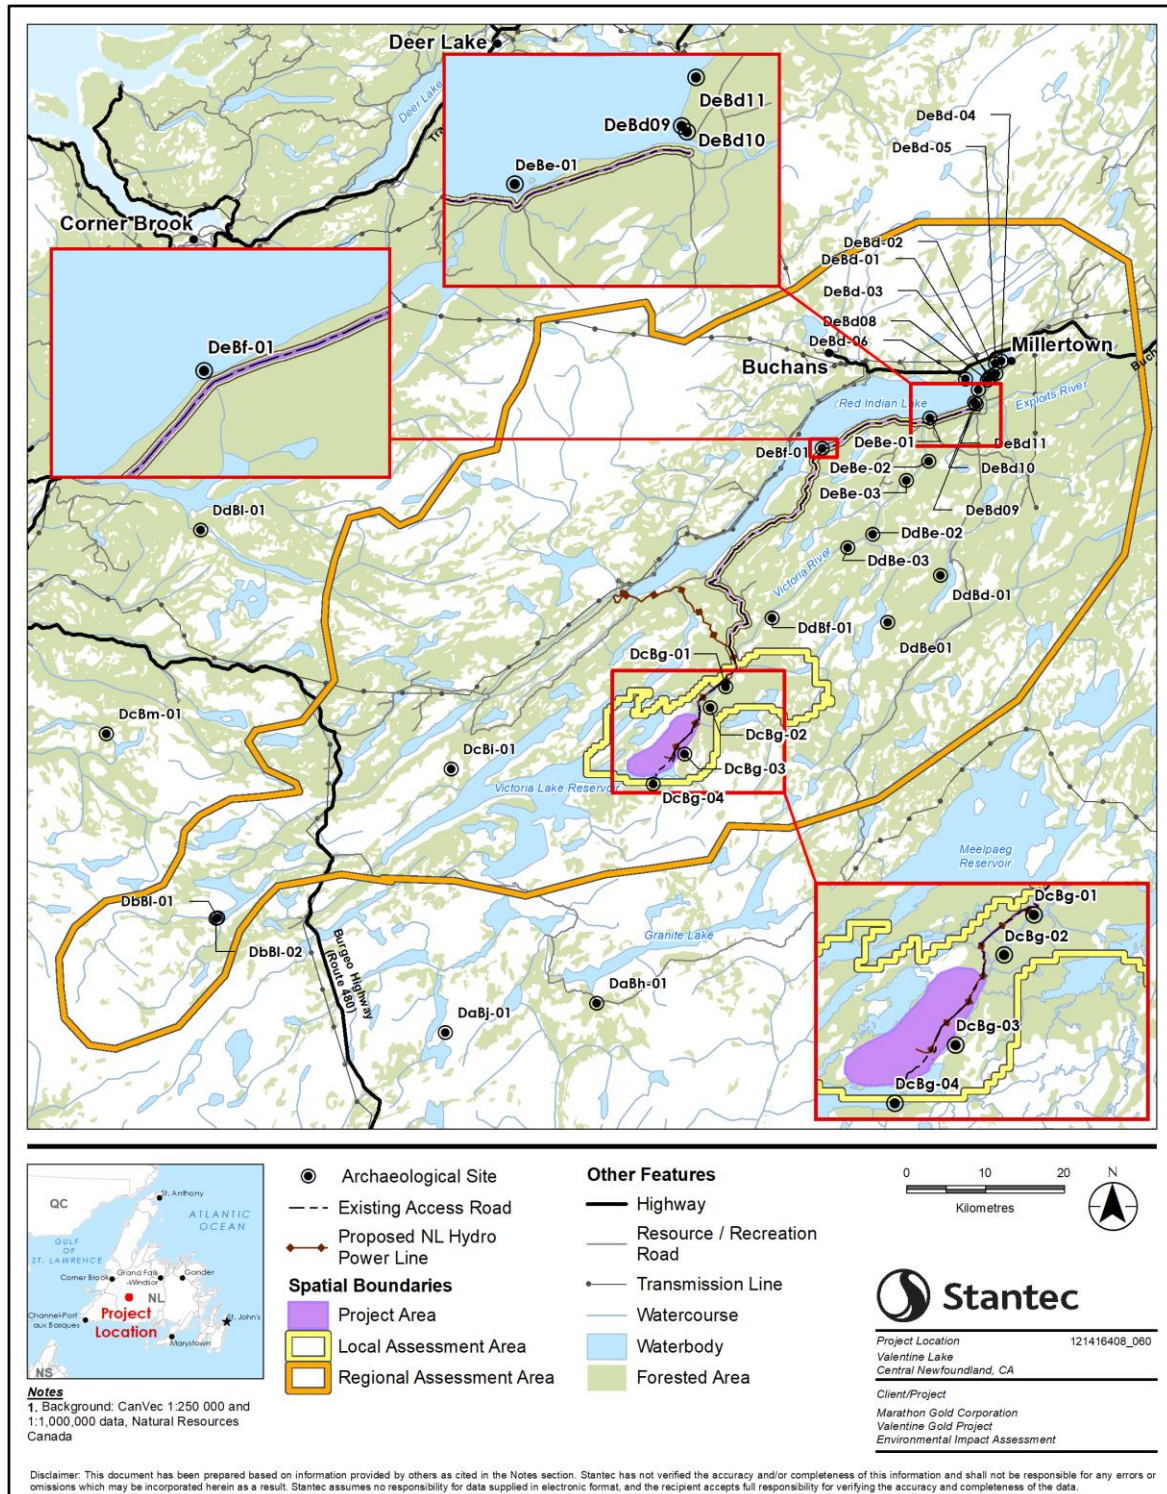 Deer Lake
Deer Lake
Tra
DeBd11
DeBd09
DeBd10
DeBe-01
DeBd-04
DeBd-05
Corner Brook
DeBf-01
DeBd-02
DeBd-01
DeBd-03
DeBd08
DeBd-06
Millertown
Buchans
Buch
Red Indian Lake
Exploits River
DeBe-01
DeBd11
DeBf-01
DeBe-02
DeBd10
DeBe-03
DeBd09
DdBl-01
DdBe-02
DdBe-03
Victoria River
DdBd-01
DdBf-01
DdBe01
DcBg-01
DcBm-01
DcBg-02
DcBi-01
DcBg-03
Victoria Lake Reservoir
DcBg-04
Meelpaeg
Reservoir
DbBl-01
DbBl-02
Burgeo Highway
(Route 480)
Granite Lake
DaBh-01
DaBj-01
DcBg-01
DcBg-02
DcBg-03
DcBg-04
QC
St. Anthony
ATLANTIC
OCEAN
GULF
OF
ST. LAWRENCE
Corner Brook
Grand Falls
-Windsor
Gander
NL
Project
Location
Channel-Port
aux Basques
St. John's
Marystown
NS
Notes
1. Background: CanVec 1:250 000 and
1:1,000,000 data, Natural Resources
Canada
Archaeological Site
Existing Access Road
Proposed NL Hydro
Power Line
Spatial Boundaries
Project Area
Local Assessment Area
Regional Assessment Area
Other Features
Highway
Resource / Recreation
Road
Transmission Line
Watercourse
Waterbody
Forested Area
0 10 20
Kilometres
N
Stantec
Project Location 121416408_060
Valentine Lake
Central Newfoundland, CA
Client/Project
Marathon Gold Corporation
Valentine Gold Project
Environmental Impact Assessment
Disclaimer: This document has been prepared based on information provided by others as cited in the Notes section. Stantec has not verified the accuracy and/or completeness of this information and shall not be responsible for any errors or
omissions which may be incorporated herein as a result. Stantec assumes no responsibility for data supplied in electronic format, and the recipient accepts full responsibility for verifying the accuracy and completeness of the data.